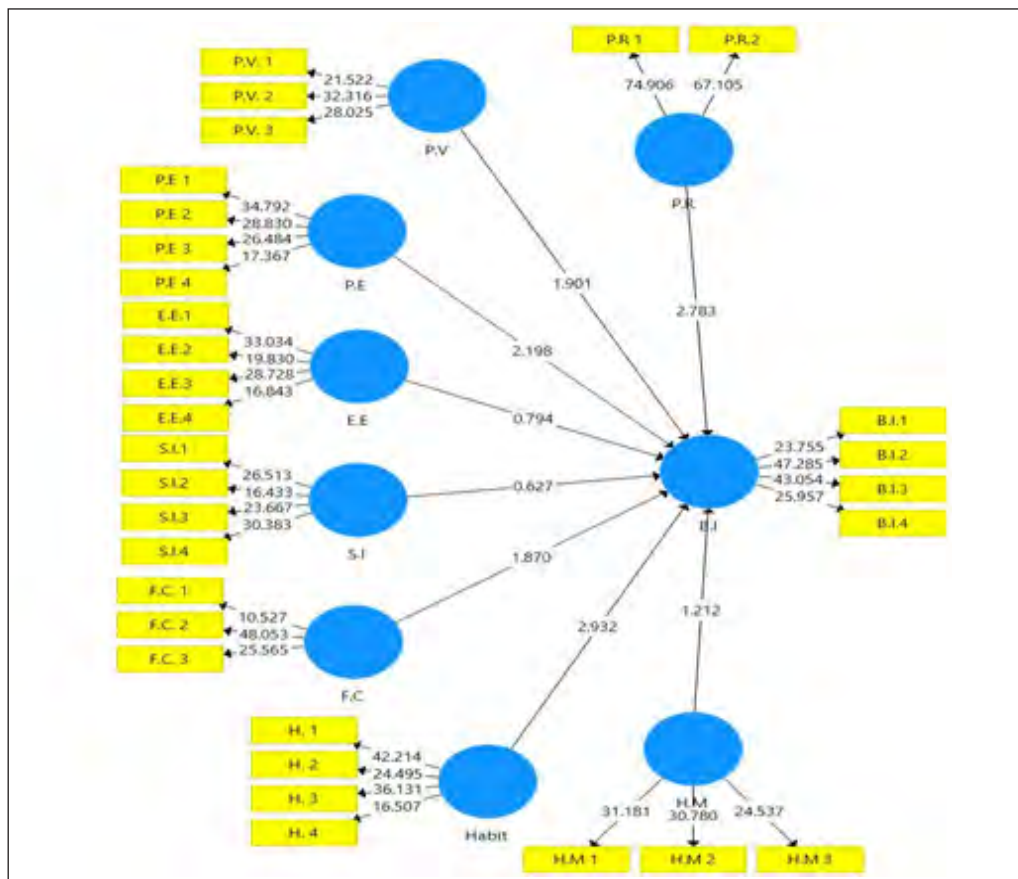 P.R 1
P.R.2
74.906
67.105
P.R
P.V. 1
P.V. 2
P.V. 3
21.522
32.316
28.025
P.V
P.E 1
P.E 2
P.E 3
P.E 4
34.792
28.830
26.484
17.367
P.E
E.E.1
E.E.2
E.E.3
E.E.4
33.034
19.830
28.728
16.843
E.E
S.I.1
S.I.2
S.I.3
S.I.4
26.513
16.433
23.667
30.383
S.I
F.C. 1
F.C. 2
F.C. 3
10.527
48.053
25.565
F.C
H. 1
H. 2
H. 3
H. 4
42.214
24.495
36.131
16.507
Habit
1.901
2.783
2.198
0.794
0.627
1.870
2.932
1.212
B.I
23.755
47.285
43.054
25.957
B.I.1
B.I.2
B.I.3
B.I.4
H.M
31.181
30.780
24.537
H.M 1
H.M 2
H.M 3